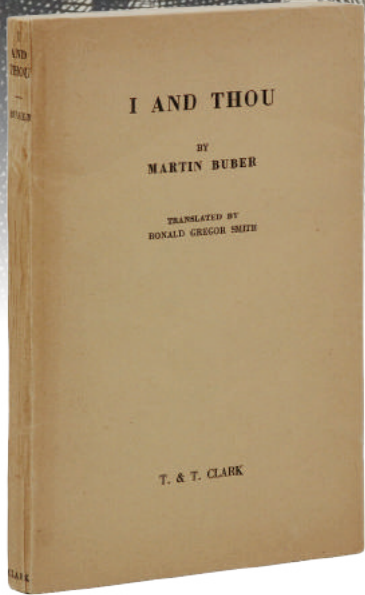 I AND THOU
BY
MARTIN BUBER
TRANSLATED BY
RONALD GREGOR SMITH
T. & T. CLARK
I
AND
THOU
CLARK